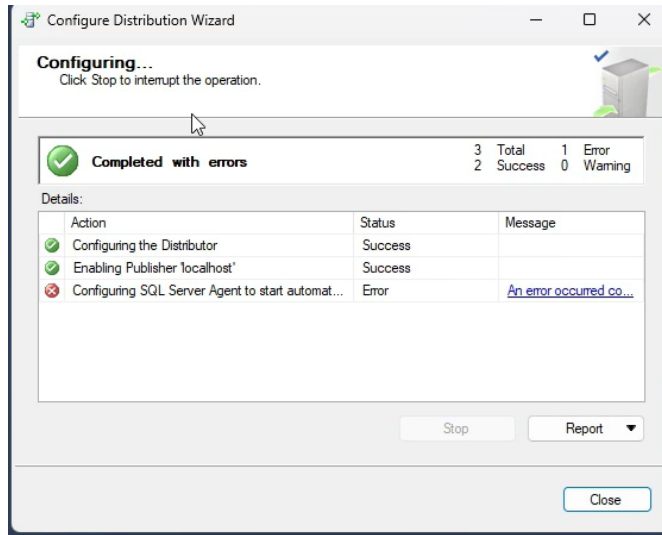 Configure Distribution Wizard
Configuring...
Click Stop to interrupt the operation.
Completed with errors
3 Total 1 Error
2 Success 0 Warning
Details:
Action Status Message
Configuring the Distributor Success
Enabling Publisher 'localhost' Success
Configuring SQL Server Agent to start automat... Error An error occurred co...
Stop Report
Close